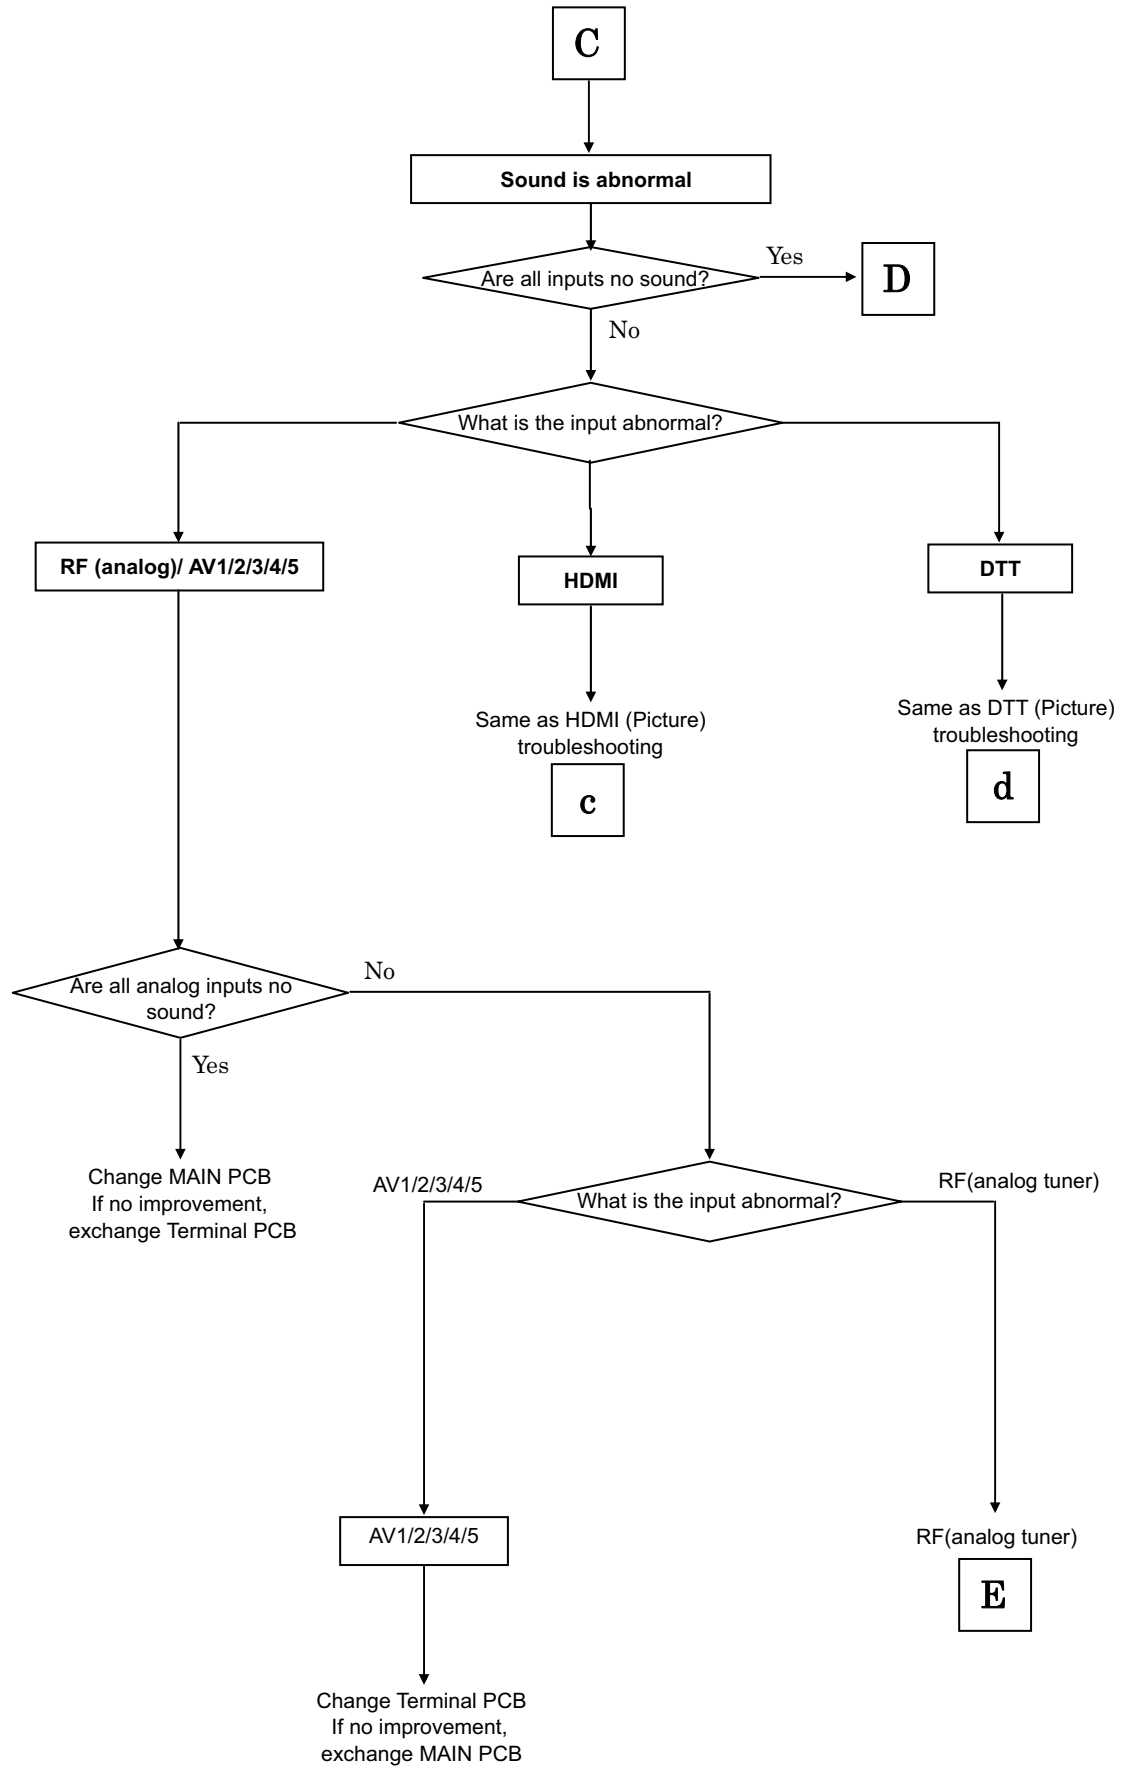 C
Sound is abnormal
Are all inputs no sound?
Yes
D
No
What is the input abnormal?
RF (analog)/ AV1/2/3/4/5
HDMI
DTT
Same as HDMI (Picture)
troubleshooting
c
Same as DTT (Picture)
troubleshooting
d
Are all analog inputs no
sound?
No
Yes
Change MAIN PCB
If no improvement,
exchange Terminal PCB
AV1/2/3/4/5
What is the input abnormal?
RF(analog tuner)
AV1/2/3/4/5
RF(analog tuner)
E
Change Terminal PCB
If no improvement,
exchange MAIN PCB